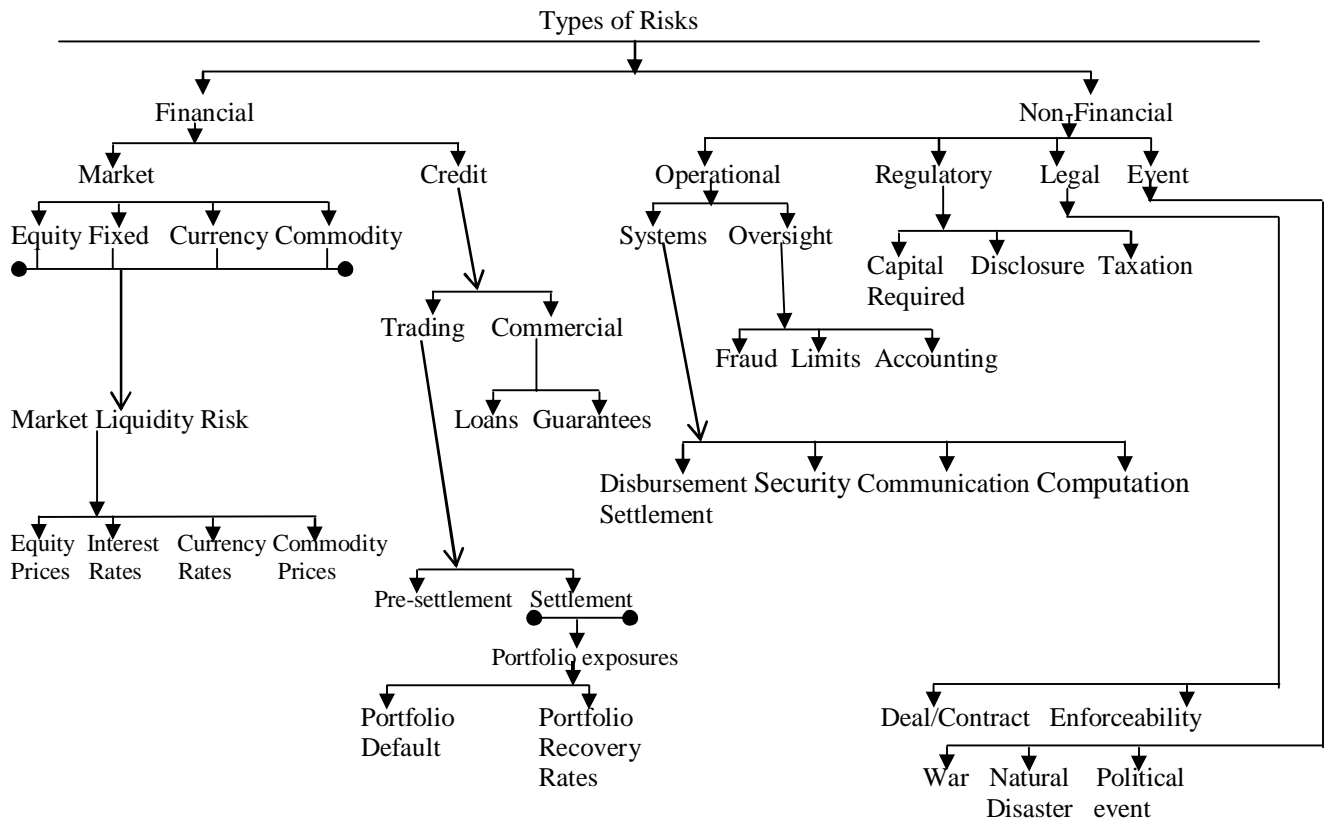 Types of Risks
Financial Non-Financial
Market Credit Operational Regulatory Legal Event
Equity Fixed Currency Commodity Systems Oversight
Capital Disclosure Taxation
Required
Trading Commercial
Fraud Limits Accounting
Market Liquidity Risk Loans Guarantees
Disbursement Security Communication Computation
Settlement
Equity Interest Currency Commodity
Prices Rates Rates Prices
Pre-settlement Settlement
Portfolio exposures
Portfolio Portfolio Deal/Contract Enforceability
Default Recovery
Rates
War Natural Political
Disaster event